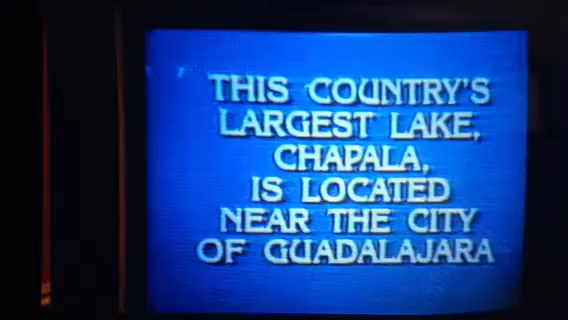 THIS COUNTRY'S
LARGEST LAKE,
CHAPALA,
IS LOCATED
NEAR THE CITY
OF GUADALAJARA